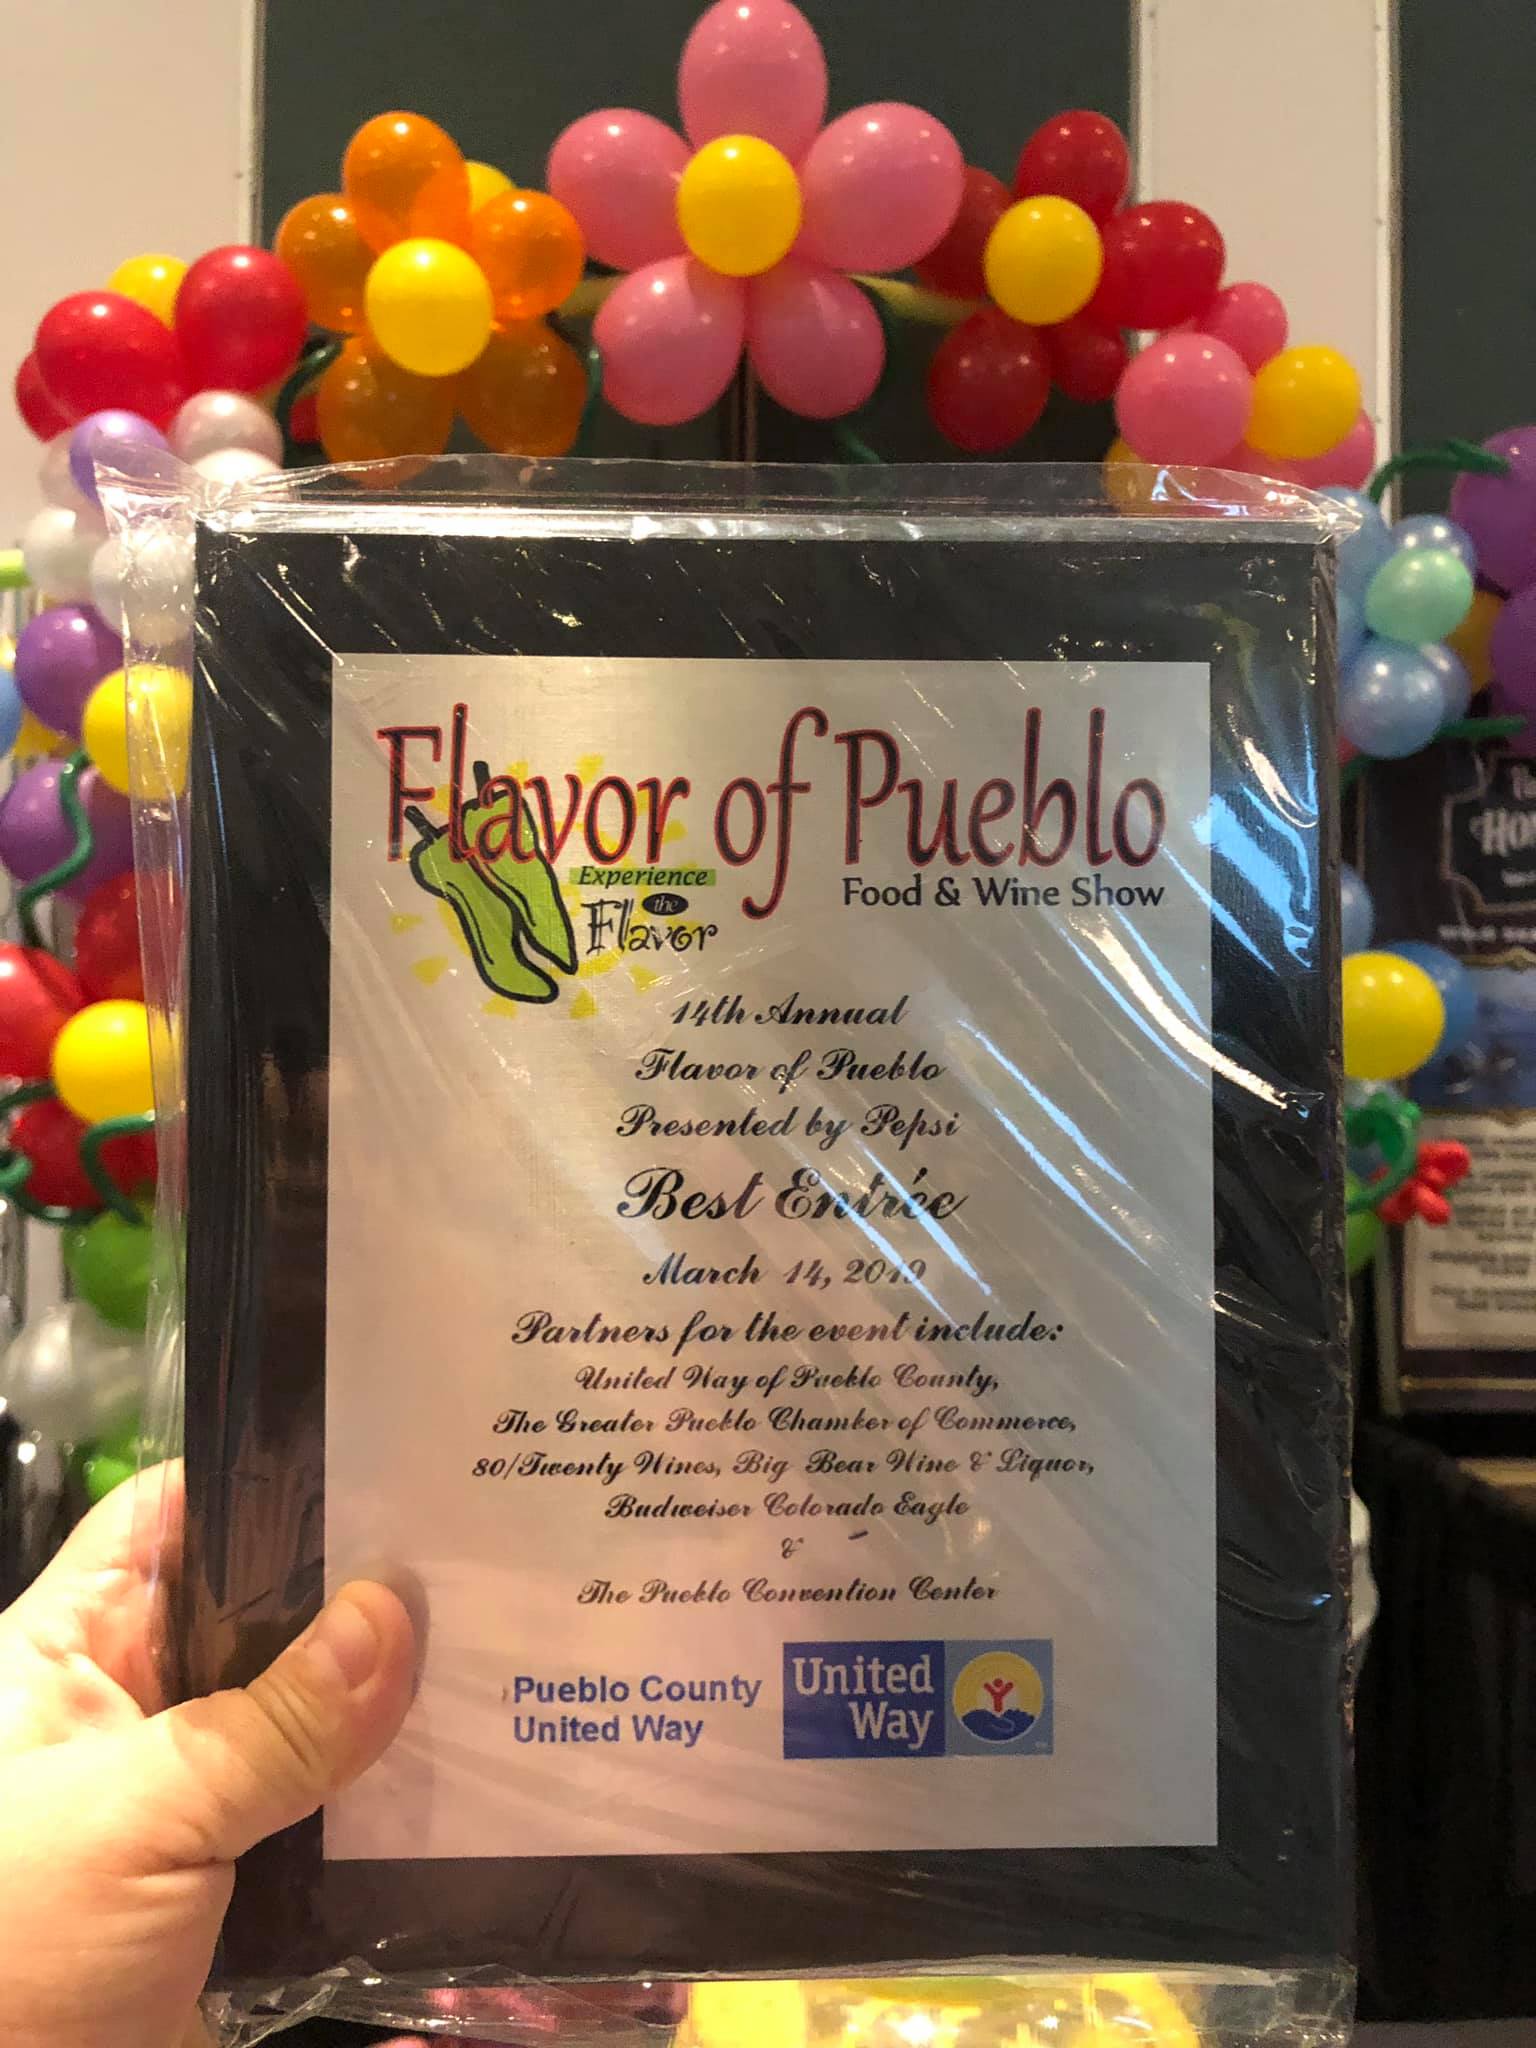 Flavor of Pueblo
Food & Wine Show
Experience
the
Flavor
14th Annual
Flavor of Pueblo
Presented by Pepsi
Best Entrée
March 14, 2019
Partners for the event include:
United Way of Pueblo County,
The Greater Pueblo Chamber of Commerce,
80/Twenty Wines, Big Bear Wine & Liquor,
Budweiser Colorado Eagle
&
The Pueblo Convention Center
Pueblo County
United Way
United
Way